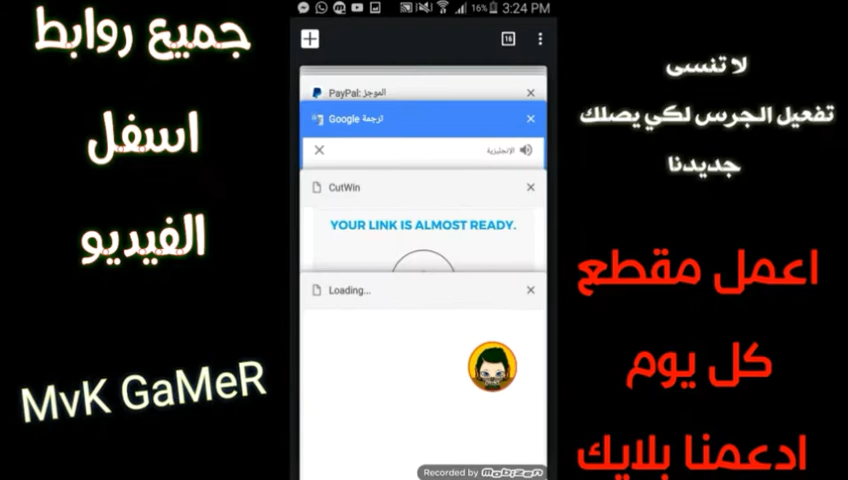 جميع روابط
اسفل
الفيديو
MvK GaMeR
16%
3:24 PM
16
PayPal: الموجز
ترجمة Google
الإنجليزية
CutWin
YOUR LINK IS ALMOST READY.
Loading...
Recorded by mobizen
لا تنسى
تفعيل الجرس لكي يصلك
جديدنا
اعمل مقطع
كل يوم
ادعمنا بلايك